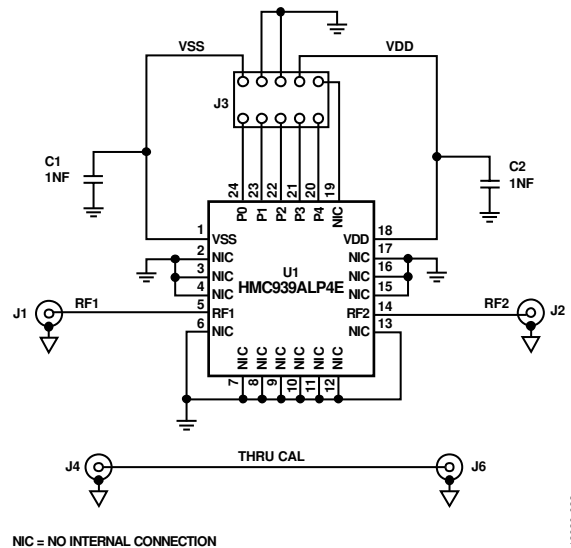 VSS
VDD
J3
C1
1NF
C2
1NF
24
23
22
21
20
19
P0
P1
P2
P3
P4
NIC
1
VSS
VDD
18
2
NIC
NIC
17
3
NIC
U1
NIC
16
4
NIC
HMC939ALP4E
NIC
15
J1
RF1
5
RF1
RF2
14
RF2
J2
6
NIC
NIC
13
NIC
NIC
NIC
NIC
NIC
NIC
7
8
9
10
11
12
J4
THRU CAL
J6
NIC = NO INTERNAL CONNECTION